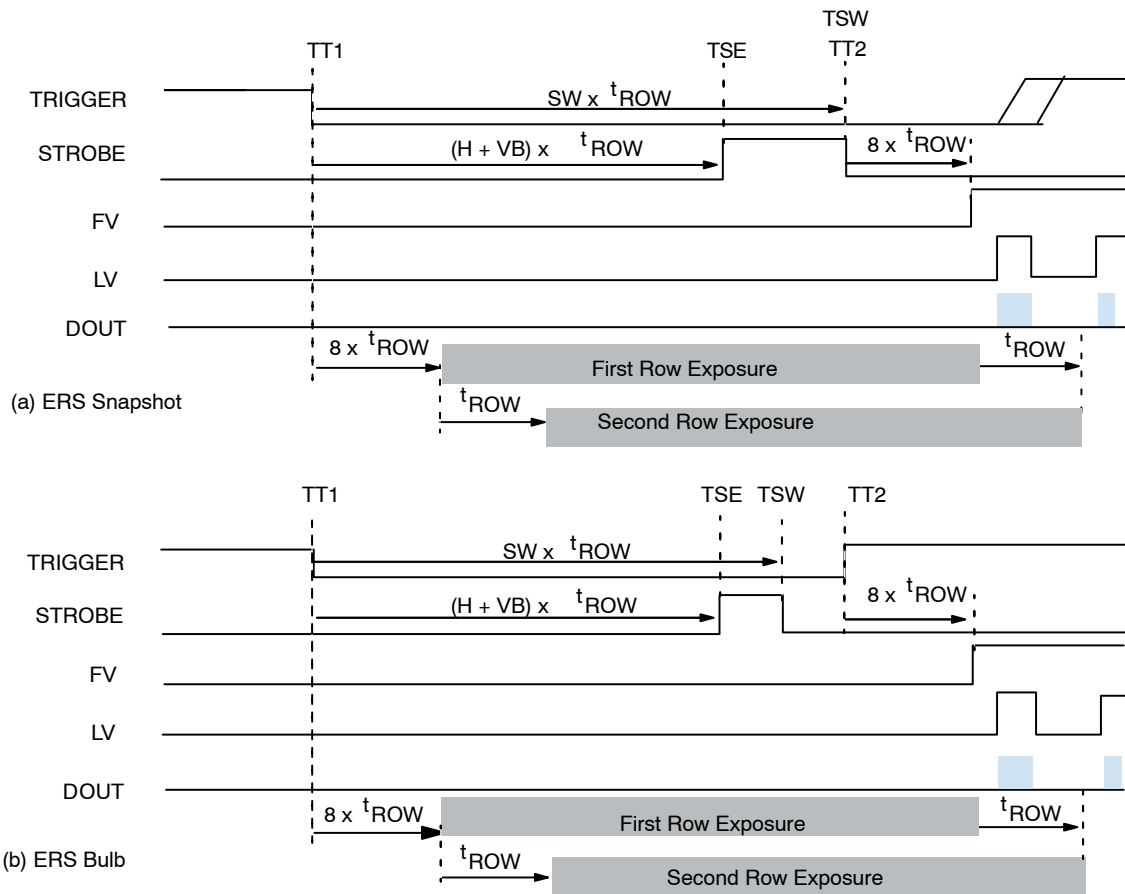 TSW
TT1 TSE TT2
TRIGGER SW x tROW
STROBE (H + VB) x tROW 8 x tROW
FV
LV
DOUT
8 x tROW First Row Exposure tROW
(a) ERS Snapshot
tROW Second Row Exposure
TT1 TSE TSW TT2
TRIGGER SW x tROW
STROBE (H + VB) x tROW 8 x tROW
FV
LV
DOUT
8 x tROW First Row Exposure tROW
(b) ERS Bulb
tROW Second Row Exposure